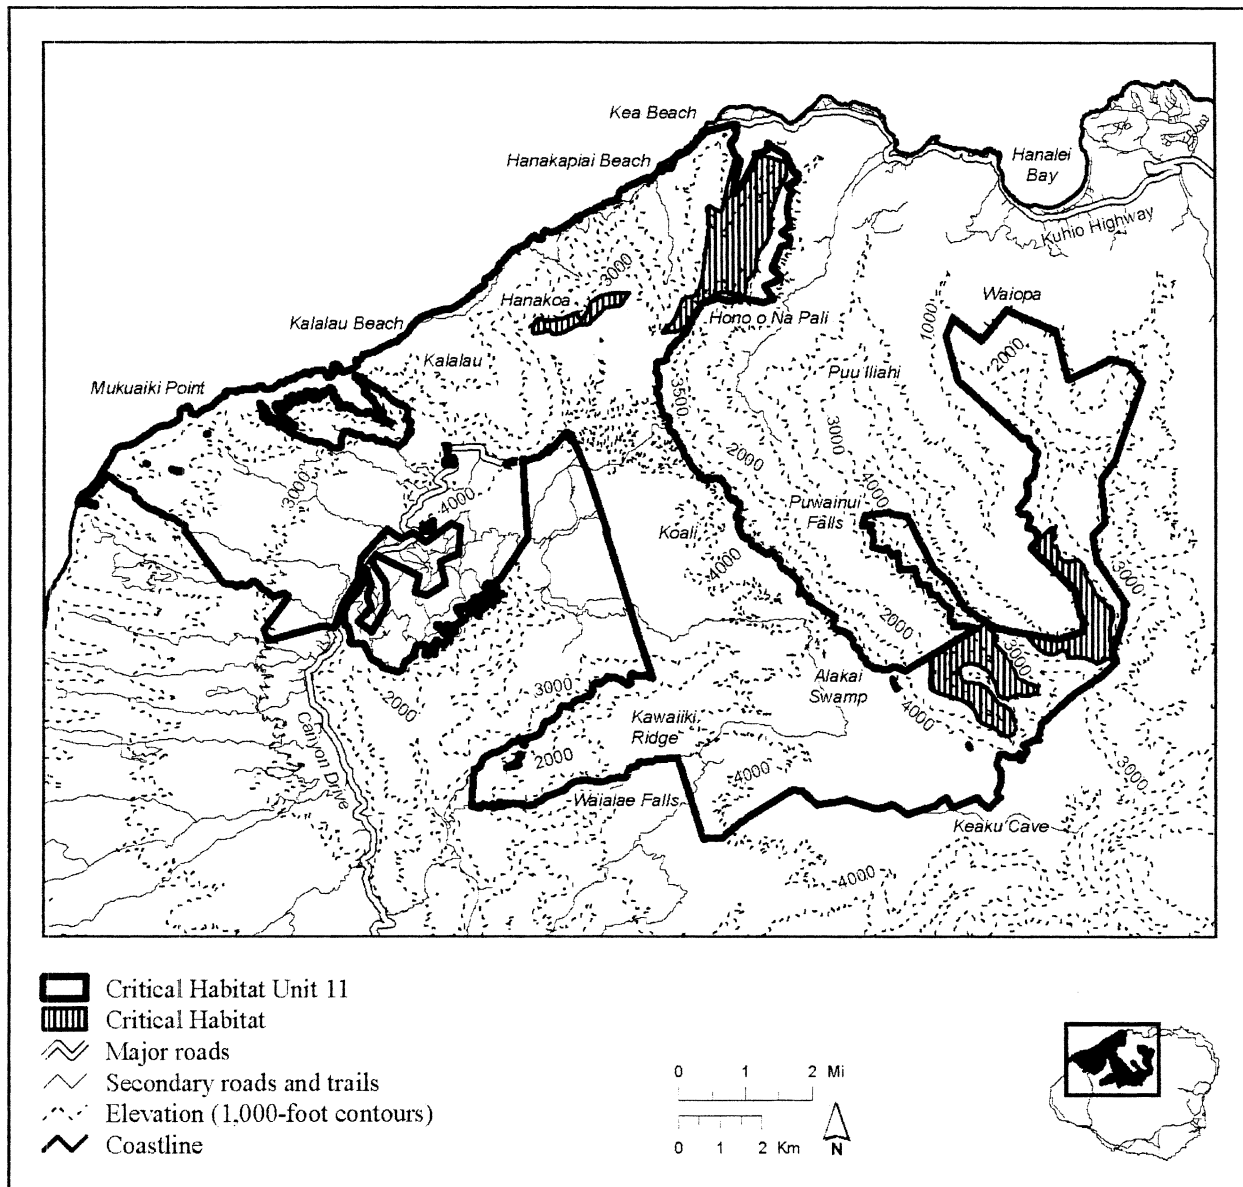 Kea Beach
Hanakapiai Beach
Hanalei
Bay
Kuhio Highway
3000
Hanakoa
Waiopa
Kalalau Beach
Hono o Na Pali
1000
2000
Kalalau
Puu Iliahi
Mukuaiki Point
3500
3000
2000
3000
4000
4000
Puwainui
Falls
Koali
4000
3000
2000
3000
Alakai
Swamp
2000
3000
4000
Kawaiiki
Ridge
Canyon Drive
2000
4000
3000
Waialae Falls
Keaku Cave
4000
Critical Habitat Unit 11
Critical Habitat
Major roads
Secondary roads and trails
Elevation (1,000-foot contours)
Coastline
0 1 2 Mi
0 1 2 Km
N